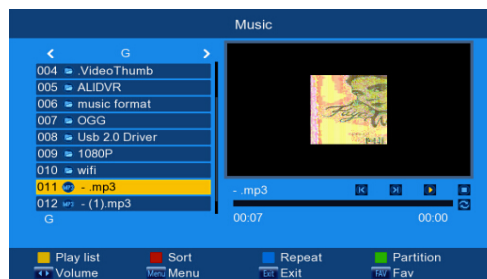 Music
G
004 .VideoThumb
005 ALIDVR
006 music format
007 OGG
008 Usb 2.0 Driver
009 1080P
010 wifi
011 MP3 - .mp3
012 MP3 - (1).mp3
G
- .mp3
00:07 00:00
Play list Sort Repeat Partition
Volume Menu Menu Exit Exit FAV Fav